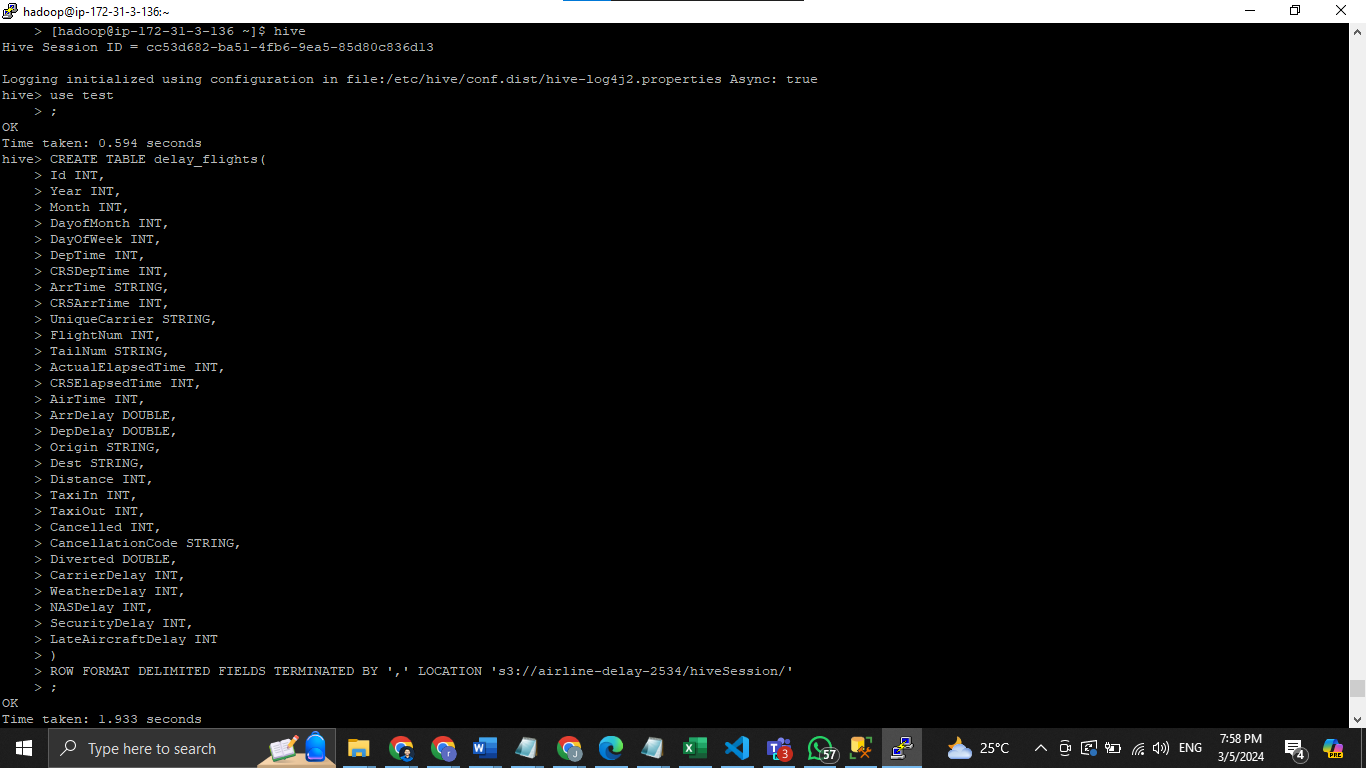 hadoop@ip-172-31-3-136:~
> [hadoop@ip-172-31-3-136 ~]$ hive
Hive Session ID = cc53d682-ba51-4fb6-9ea5-85d80c836d13
Logging initialized using configuration in file:/etc/hive/conf.dist/hive-log4j2.properties Async: true
hive> use test
> ;
OK
Time taken: 0.594 seconds
hive> CREATE TABLE delay_flights(
> Id INT,
> Year INT,
> Month INT,
> DayofMonth INT,
> DayOfWeek INT,
> DepTime INT,
> CRSDepTime INT,
> ArrTime STRING,
> CRSArrTime INT,
> UniqueCarrier STRING,
> FlightNum INT,
> TailNum STRING,
> ActualElapsedTime INT,
> CRSElapsedTime INT,
> AirTime INT,
> ArrDelay DOUBLE,
> DepDelay DOUBLE,
> Origin STRING,
> Dest STRING,
> Distance INT,
> TaxiIn INT,
> TaxiOut INT,
> Cancelled INT,
> CancellationCode STRING,
> Diverted DOUBLE,
> CarrierDelay INT,
> WeatherDelay INT,
> NASDelay INT,
> SecurityDelay INT,
> LateAircraftDelay INT
> )
> ROW FORMAT DELIMITED FIELDS TERMINATED BY ',' LOCATION 's3://airline-delay-2534/hiveSession/'
> ;
OK
Time taken: 1.933 seconds
Type here to search
3
57
25°C
ENG
7:58 PM
3/5/2024
4
PRE